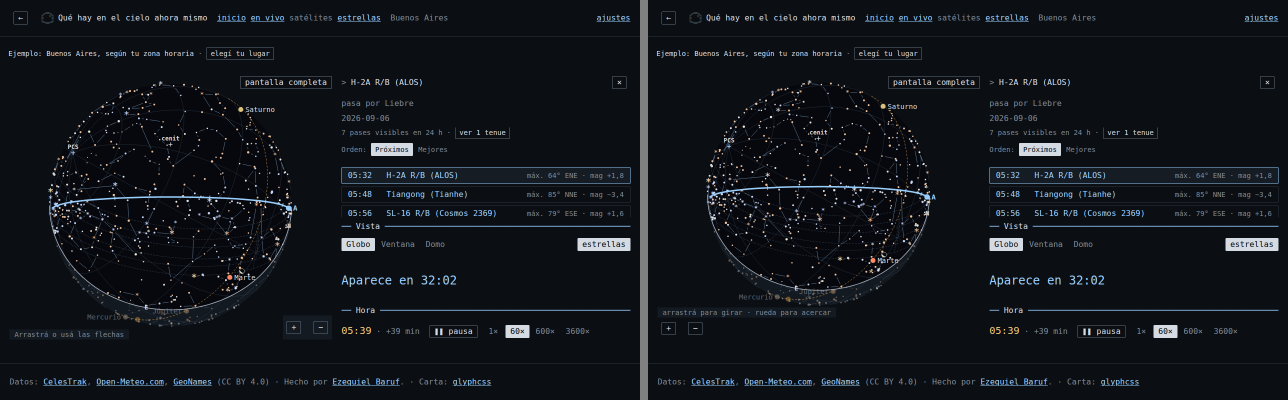 ← Qué hay en el cielo ahora mismo inicio en vivo satélites estrellas Buenos Aires ajustes
Ejemplo: Buenos Aires, según tu zona horaria · elegí tu lugar
pantalla completa
Saturno
cenit
PCS
A
Marte
E
Júpiter
Mercurio
Arrastrá o usá las flechas
+ −
> H-2A R/B (ALOS) ×
pasa por Liebre
2026-09-06
7 pases visibles en 24 h · ver 1 tenue
Orden: Próximos Mejores
05:32 H-2A R/B (ALOS) máx. 64° ENE · mag +1,8
05:48 Tiangong (Tianhe) máx. 85° NNE · mag −3,4
05:56 SL-16 R/B (Cosmos 2369) máx. 79° ESE · mag +1,6
Vista
Globo Ventana Domo estrellas
Aparece en 32:02
Hora
05:39 · +39 min ❚❚ pausa 1× 60× 600× 3600×
Datos: CelesTrak, Open-Meteo.com, GeoNames (CC BY 4.0) · Hecho por Ezequiel Baruf. · Carta: glyphcss
← Qué hay en el cielo ahora mismo inicio en vivo satélites estrellas Buenos Aires ajustes
Ejemplo: Buenos Aires, según tu zona horaria · elegí tu lugar
pantalla completa
Saturno
cenit
PCS
A
Marte
E
Júpiter
Mercurio
arrastrá para girar · rueda para acercar
+ −
> H-2A R/B (ALOS) ×
pasa por Liebre
2026-09-06
7 pases visibles en 24 h · ver 1 tenue
Orden: Próximos Mejores
05:32 H-2A R/B (ALOS) máx. 64° ENE · mag +1,8
05:48 Tiangong (Tianhe) máx. 85° NNE · mag −3,4
05:56 SL-16 R/B (Cosmos 2369) máx. 79° ESE · mag +1,6
Vista
Globo Ventana Domo estrellas
Aparece en 32:02
Hora
05:39 · +39 min ❚❚ pausa 1× 60× 600× 3600×
Datos: CelesTrak, Open-Meteo.com, GeoNames (CC BY 4.0) · Hecho por Ezequiel Baruf. · Carta: glyphcss